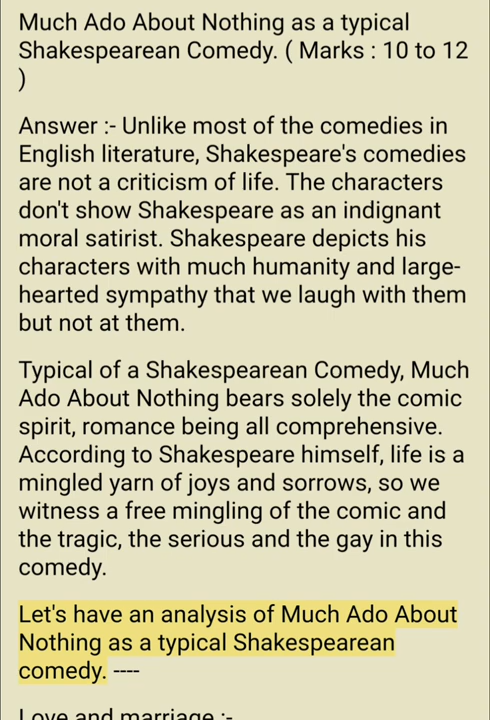 Much Ado About Nothing as a typical
Shakespearean Comedy. ( Marks : 10 to 12
)
Answer :- Unlike most of the comedies in
English literature, Shakespeare's comedies
are not a criticism of life. The characters
don't show Shakespeare as an indignant
moral satirist. Shakespeare depicts his
characters with much humanity and large-
hearted sympathy that we laugh with them
but not at them.
Typical of a Shakespearean Comedy, Much
Ado About Nothing bears solely the comic
spirit, romance being all comprehensive.
According to Shakespeare himself, life is a
mingled yarn of joys and sorrows, so we
witness a free mingling of the comic and
the tragic, the serious and the gay in this
comedy.
Let's have an analysis of Much Ado About
Nothing as a typical Shakespearean
comedy. ----
Love and marriage :-